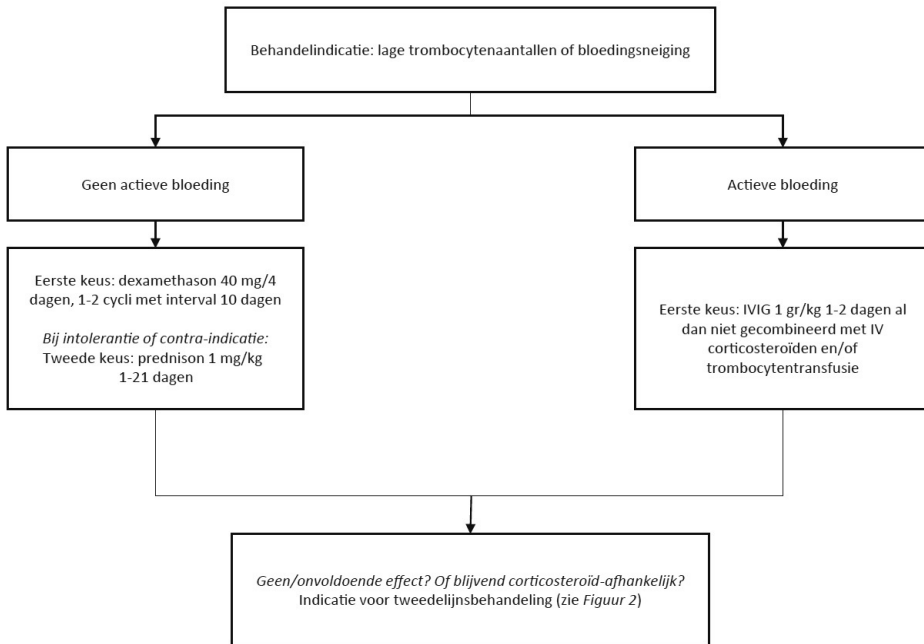 Behandelindicatie: lage trombocytenaantallen of bloedingsneiging
Geen actieve bloeding
Actieve bloeding
Eerste keus: dexamethason 40 mg/4
dagen, 1-2 cycli met interval 10 dagen
Bij intolerantie of contra-indicatie:
Tweede keus: prednison 1 mg/kg
1-21 dagen
Eerste keus: IVIG 1 gr/kg 1-2 dagen al
dan niet gecombineerd met IV
corticosteroïden en/of
trombocytentransfusie
Geen/onvoldoende effect? Of blijvend corticosteroïd-afhankelijk?
Indicatie voor tweedelijnsbehandeling (zie Figuur 2)